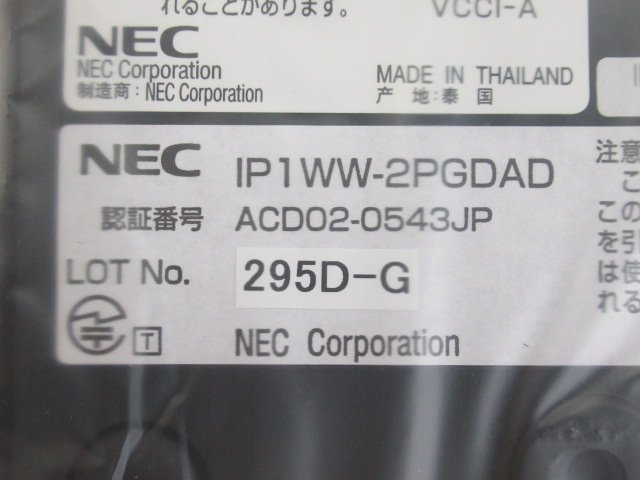 れることがあります。
VCCI-A
NEC
NEC Corporation
制造商：NEC Corporation
MADE IN THAILAND
产 地：泰 国
NEC IP1WW-2PGDAD
認証番号 ACD02-0543JP
LOT No. 295D-G
T
NEC Corporation
注意
こ
この
を引
は使
れる